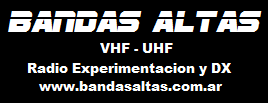 BANDAS ALTAS
VHF - UHF
Radio Experimentacion y DX
www.bandasaltas.com.ar